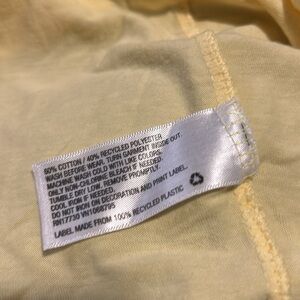 60% COTTON / 40% RECYCLED POLYESTER
WASH BEFORE WEAR. TURN GARMENT INSIDE OUT.
MACHINE WASH COLD WITH LIKE COLORS.
ONLY NON-CHLORINE BLEACH IF NEEDED.
TUMBLE DRY LOW. REMOVE PROMPTLY.
COOL IRON IF NEEDED.
DO NOT IRON ON DECORATION AND PRINT LABEL.
RN17730 WN1068795
LABEL MADE FROM 100% RECYCLED PLASTIC